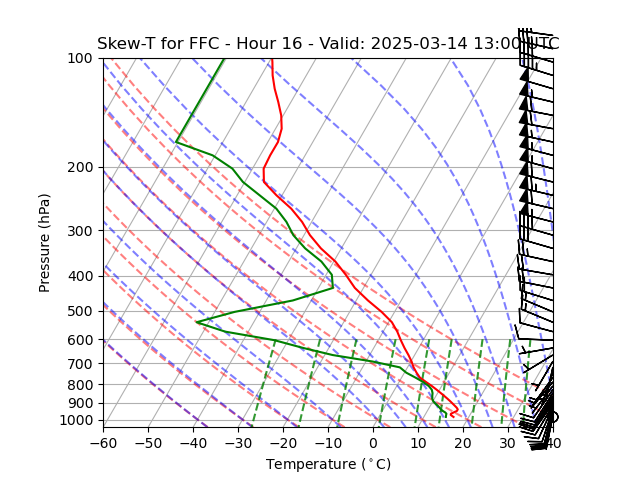 Skew-T for FFC - Hour 16 - Valid: 2025-03-14 13:00 UTC
100
200
300
400
500
600
700
800
900
1000
Pressure (hPa)
−60 −50 −40 −30 −20 −10 0 10 20 30 40
Temperature (°C)